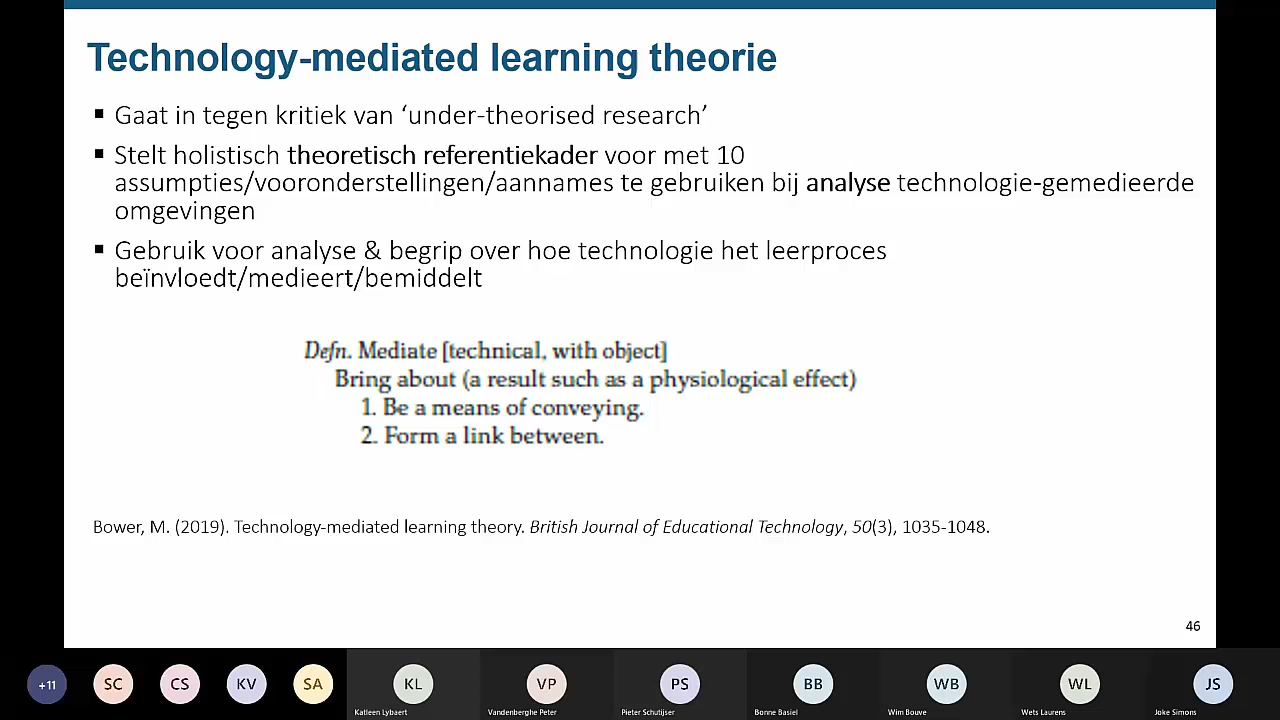 Technology-mediated learning theorie
▪ Gaat in tegen kritiek van ‘under-theorised research’
▪ Stelt holistisch theoretisch referentiekader voor met 10
assumpties/vooronderstellingen/aannames te gebruiken bij analyse technologie-gemedieerde
omgevingen
▪ Gebruik voor analyse & begrip over hoe technologie het leerproces
beïnvloedt/medieert/bemiddelt
Defn. Mediate [technical, with object]
Bring about (a result such as a physiological effect)
1. Be a means of conveying.
2. Form a link between.
Bower, M. (2019). Technology-mediated learning theory. British Journal of Educational Technology, 50(3), 1035-1048.
46
+11 SC CS KV SA KL VP PS BB WB WL JS
Katleen Lybaert Vandenberghe Peter Pieter Schutijser Bonne Basiel Wim Bouve Wets Laurens Joke Simons